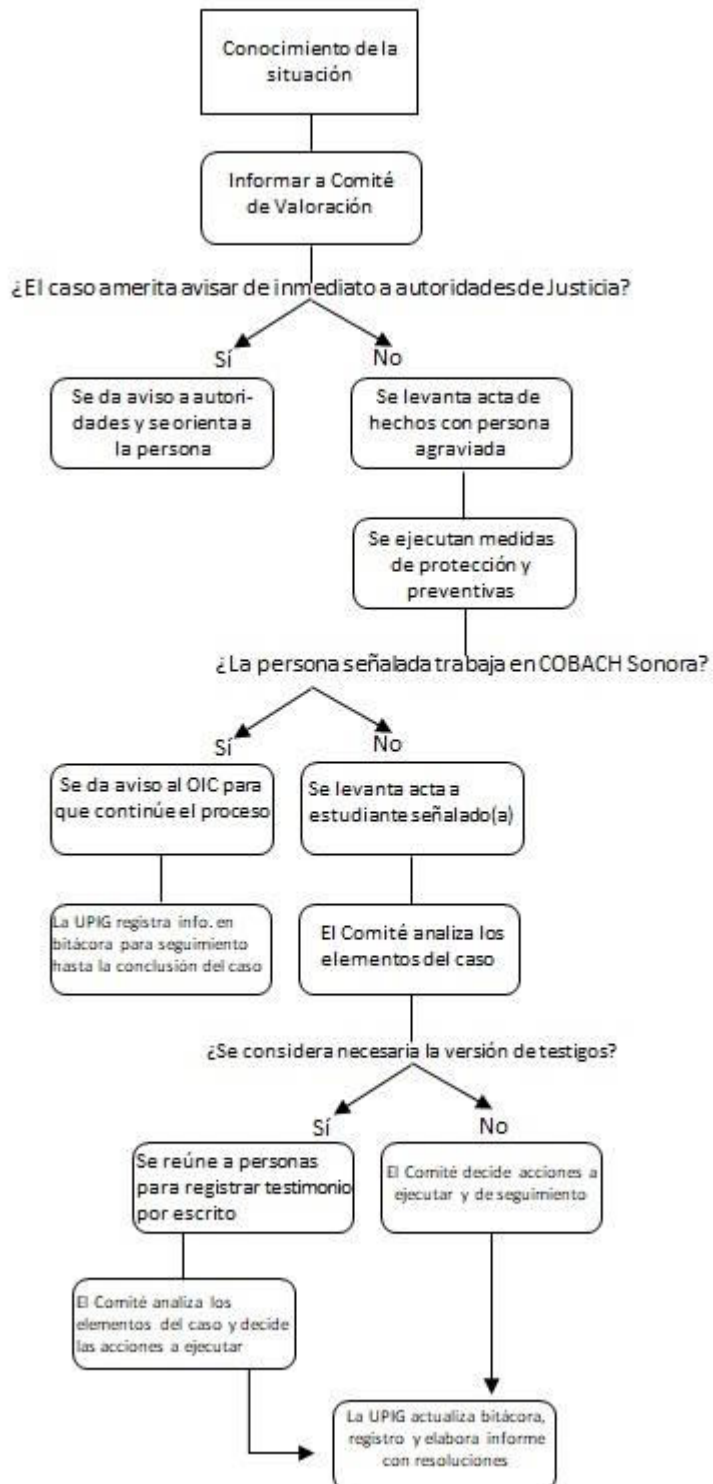 Conocimiento de la
situación
Informar a Comité
de Valoración
¿El caso amerita avisar de inmediato a autoridades de Justicia?
Sí
No
Se da aviso a autori-
dades y se orienta a
la persona
Se levanta acta de
hechos con persona
agraviada
Se ejecutan medidas
de protección y
preventivas
¿La persona señalada trabaja en COBACH Sonora?
Sí
No
Se da aviso al OIC para
que continúe el proceso
Se levanta acta a
estudiante señalado(a)
La UPIG registra info. en
bitácora para seguimiento
hasta la conclusión del caso
El Comité analiza los
elementos del caso
¿Se considera necesaria la versión de testigos?
Sí
No
Se reúne a personas
para registrar testimonio
por escrito
El Comité decide acciones a
ejecutar y de seguimiento
El Comité analiza los
elementos del caso y decide
las acciones a ejecutar
La UPIG actualiza bitácora,
registro y elabora informe
con resoluciones